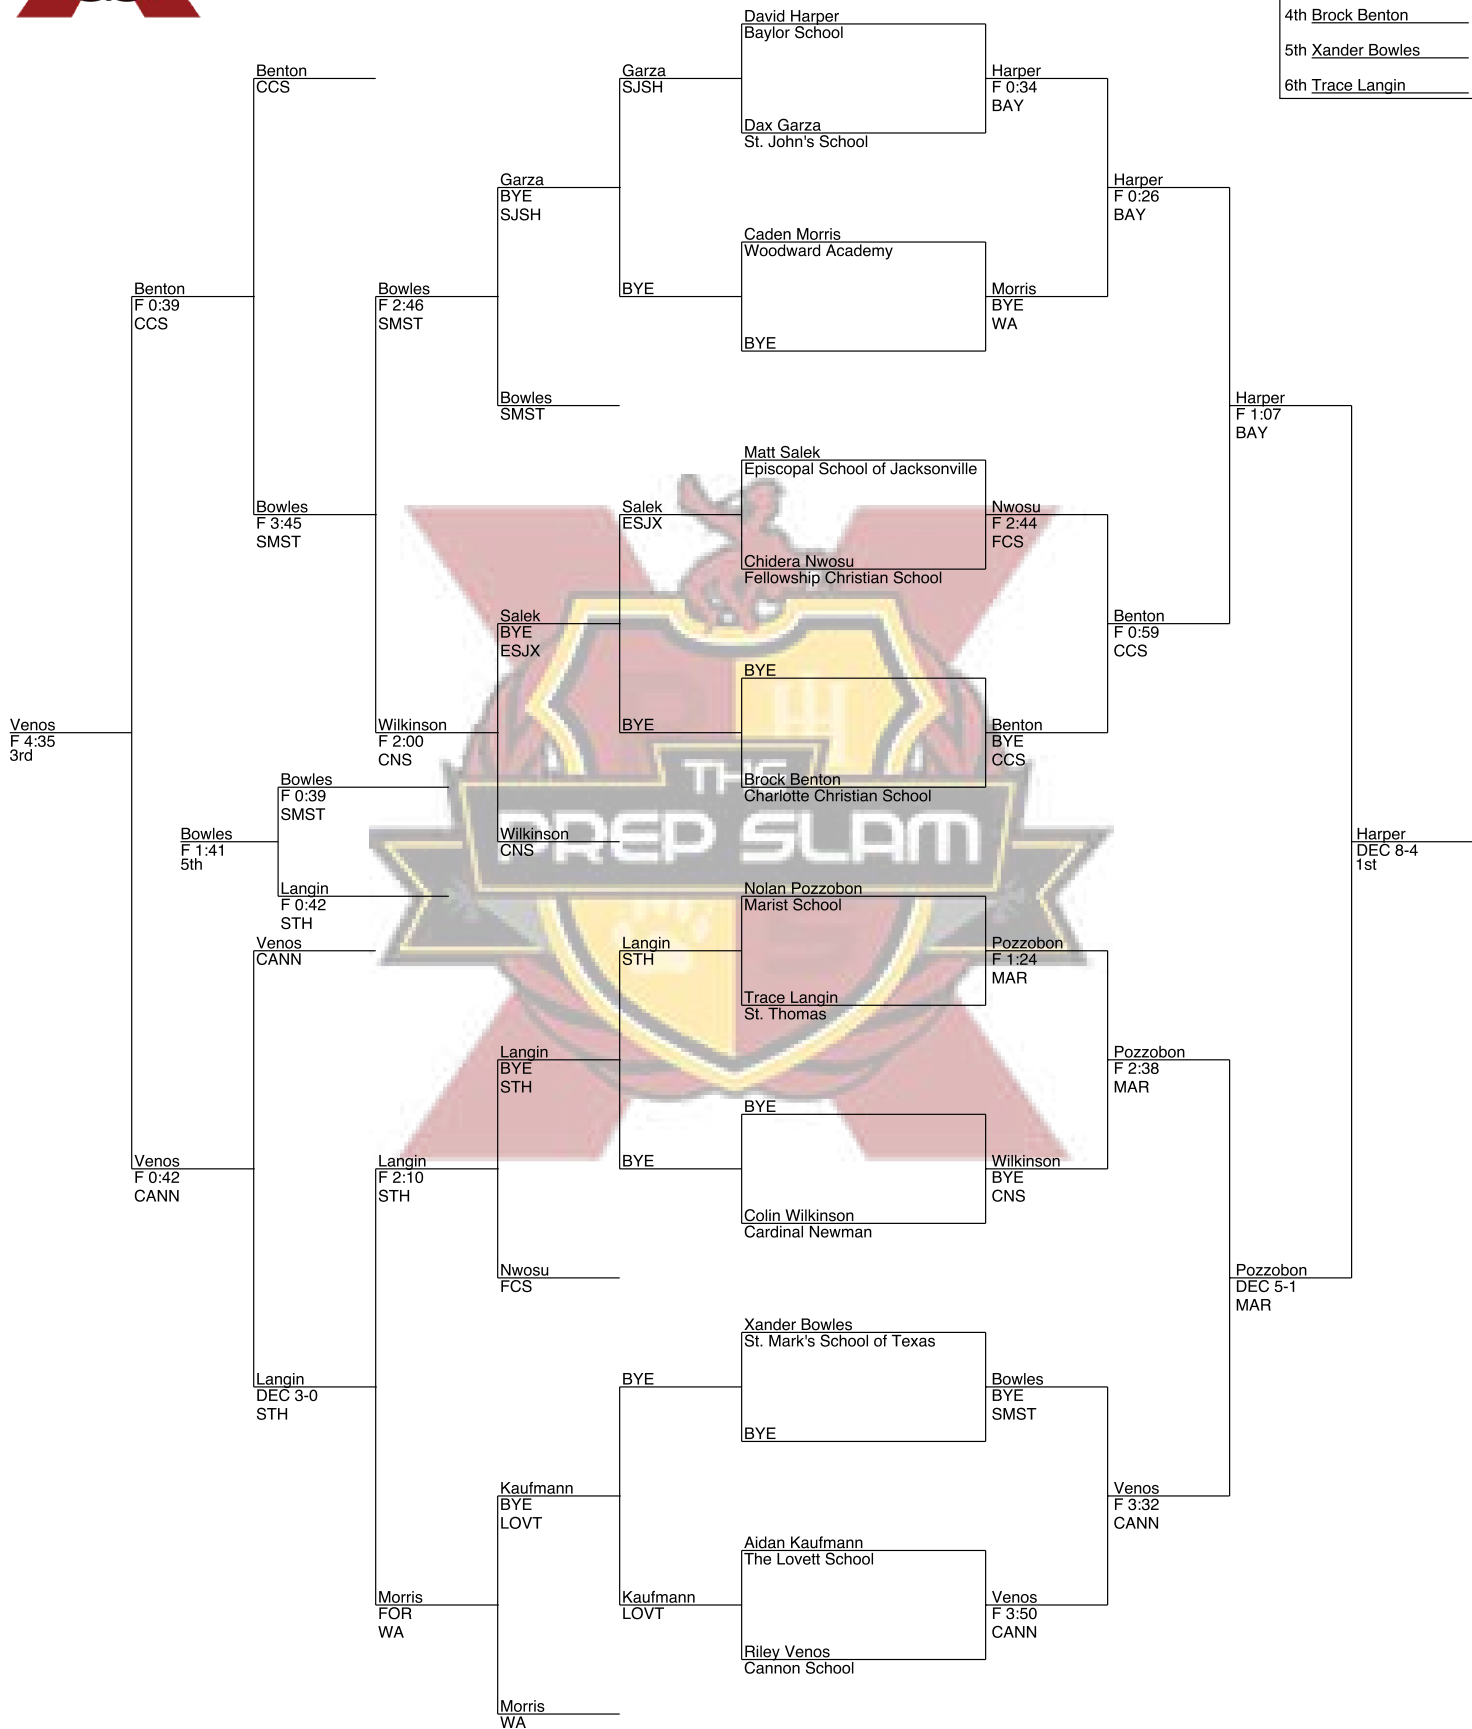 4th Brock Benton
5th Xander Bowles
6th Trace Langin
David Harper
Baylor School
Dax Garza
St. John's School
Caden Morris
Woodward Academy
BYE
Matt Salek
Episcopal School of Jacksonville
Chidera Nwosu
Fellowship Christian School
BYE
Brock Benton
Charlotte Christian School
Nolan Pozzobon
Marist School
Trace Langin
St. Thomas
BYE
Colin Wilkinson
Cardinal Newman
Xander Bowles
St. Mark's School of Texas
BYE
Aidan Kaufmann
The Lovett School
Riley Venos
Cannon School
Harper
F 0:34
BAY
Morris
BYE
WA
Nwosu
F 2:44
FCS
Benton
BYE
CCS
Pozzobon
F 1:24
MAR
Wilkinson
BYE
CNS
Bowles
BYE
SMST
Venos
F 3:50
CANN
Harper
F 0:26
BAY
Benton
F 0:59
CCS
Pozzobon
F 2:38
MAR
Venos
F 3:32
CANN
Harper
F 1:07
BAY
Pozzobon
DEC 5-1
MAR
Harper
DEC 8-4
1st
Garza
SJSH
BYE
Salek
ESJX
BYE
Langin
STH
BYE
BYE
Kaufmann
LOVT
Garza
BYE
SJSH
Bowles
SMST
Salek
BYE
ESJX
Wilkinson
CNS
Langin
BYE
STH
Nwosu
FCS
Kaufmann
BYE
LOVT
Morris
WA
Bowles
F 2:46
SMST
Wilkinson
F 2:00
CNS
Langin
F 2:10
STH
Morris
FOR
WA
Benton
CCS
Bowles
F 3:45
SMST
Venos
CANN
Langin
DEC 3-0
STH
Benton
F 0:39
CCS
Venos
F 0:42
CANN
Venos
F 4:35
3rd
Bowles
F 0:39
SMST
Langin
F 0:42
STH
Bowles
F 1:41
5th
THE
PREP SLAM